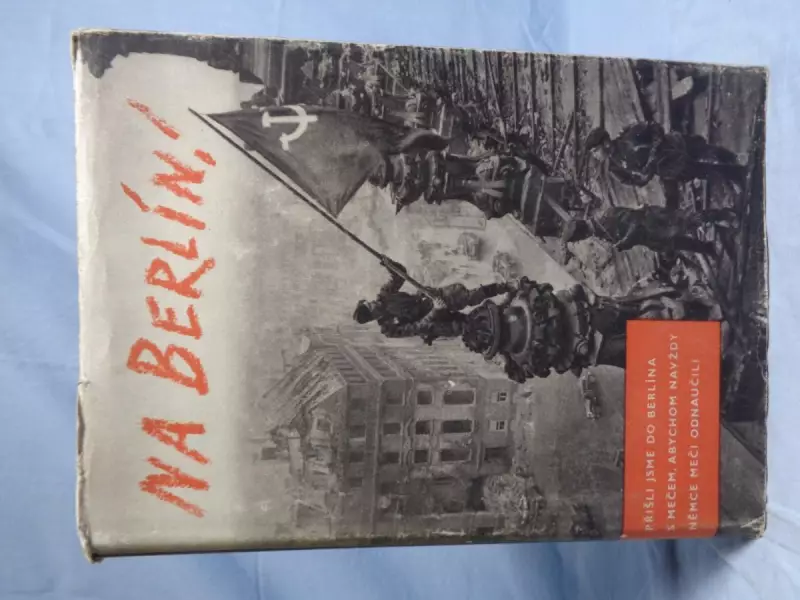 NA BERLÍN!
PŘIŠLI JSME DO BERLÍNA
S MEČEM, ABYCHOM NAVŽDY
NĚMCE MEČI ODNAUČILI